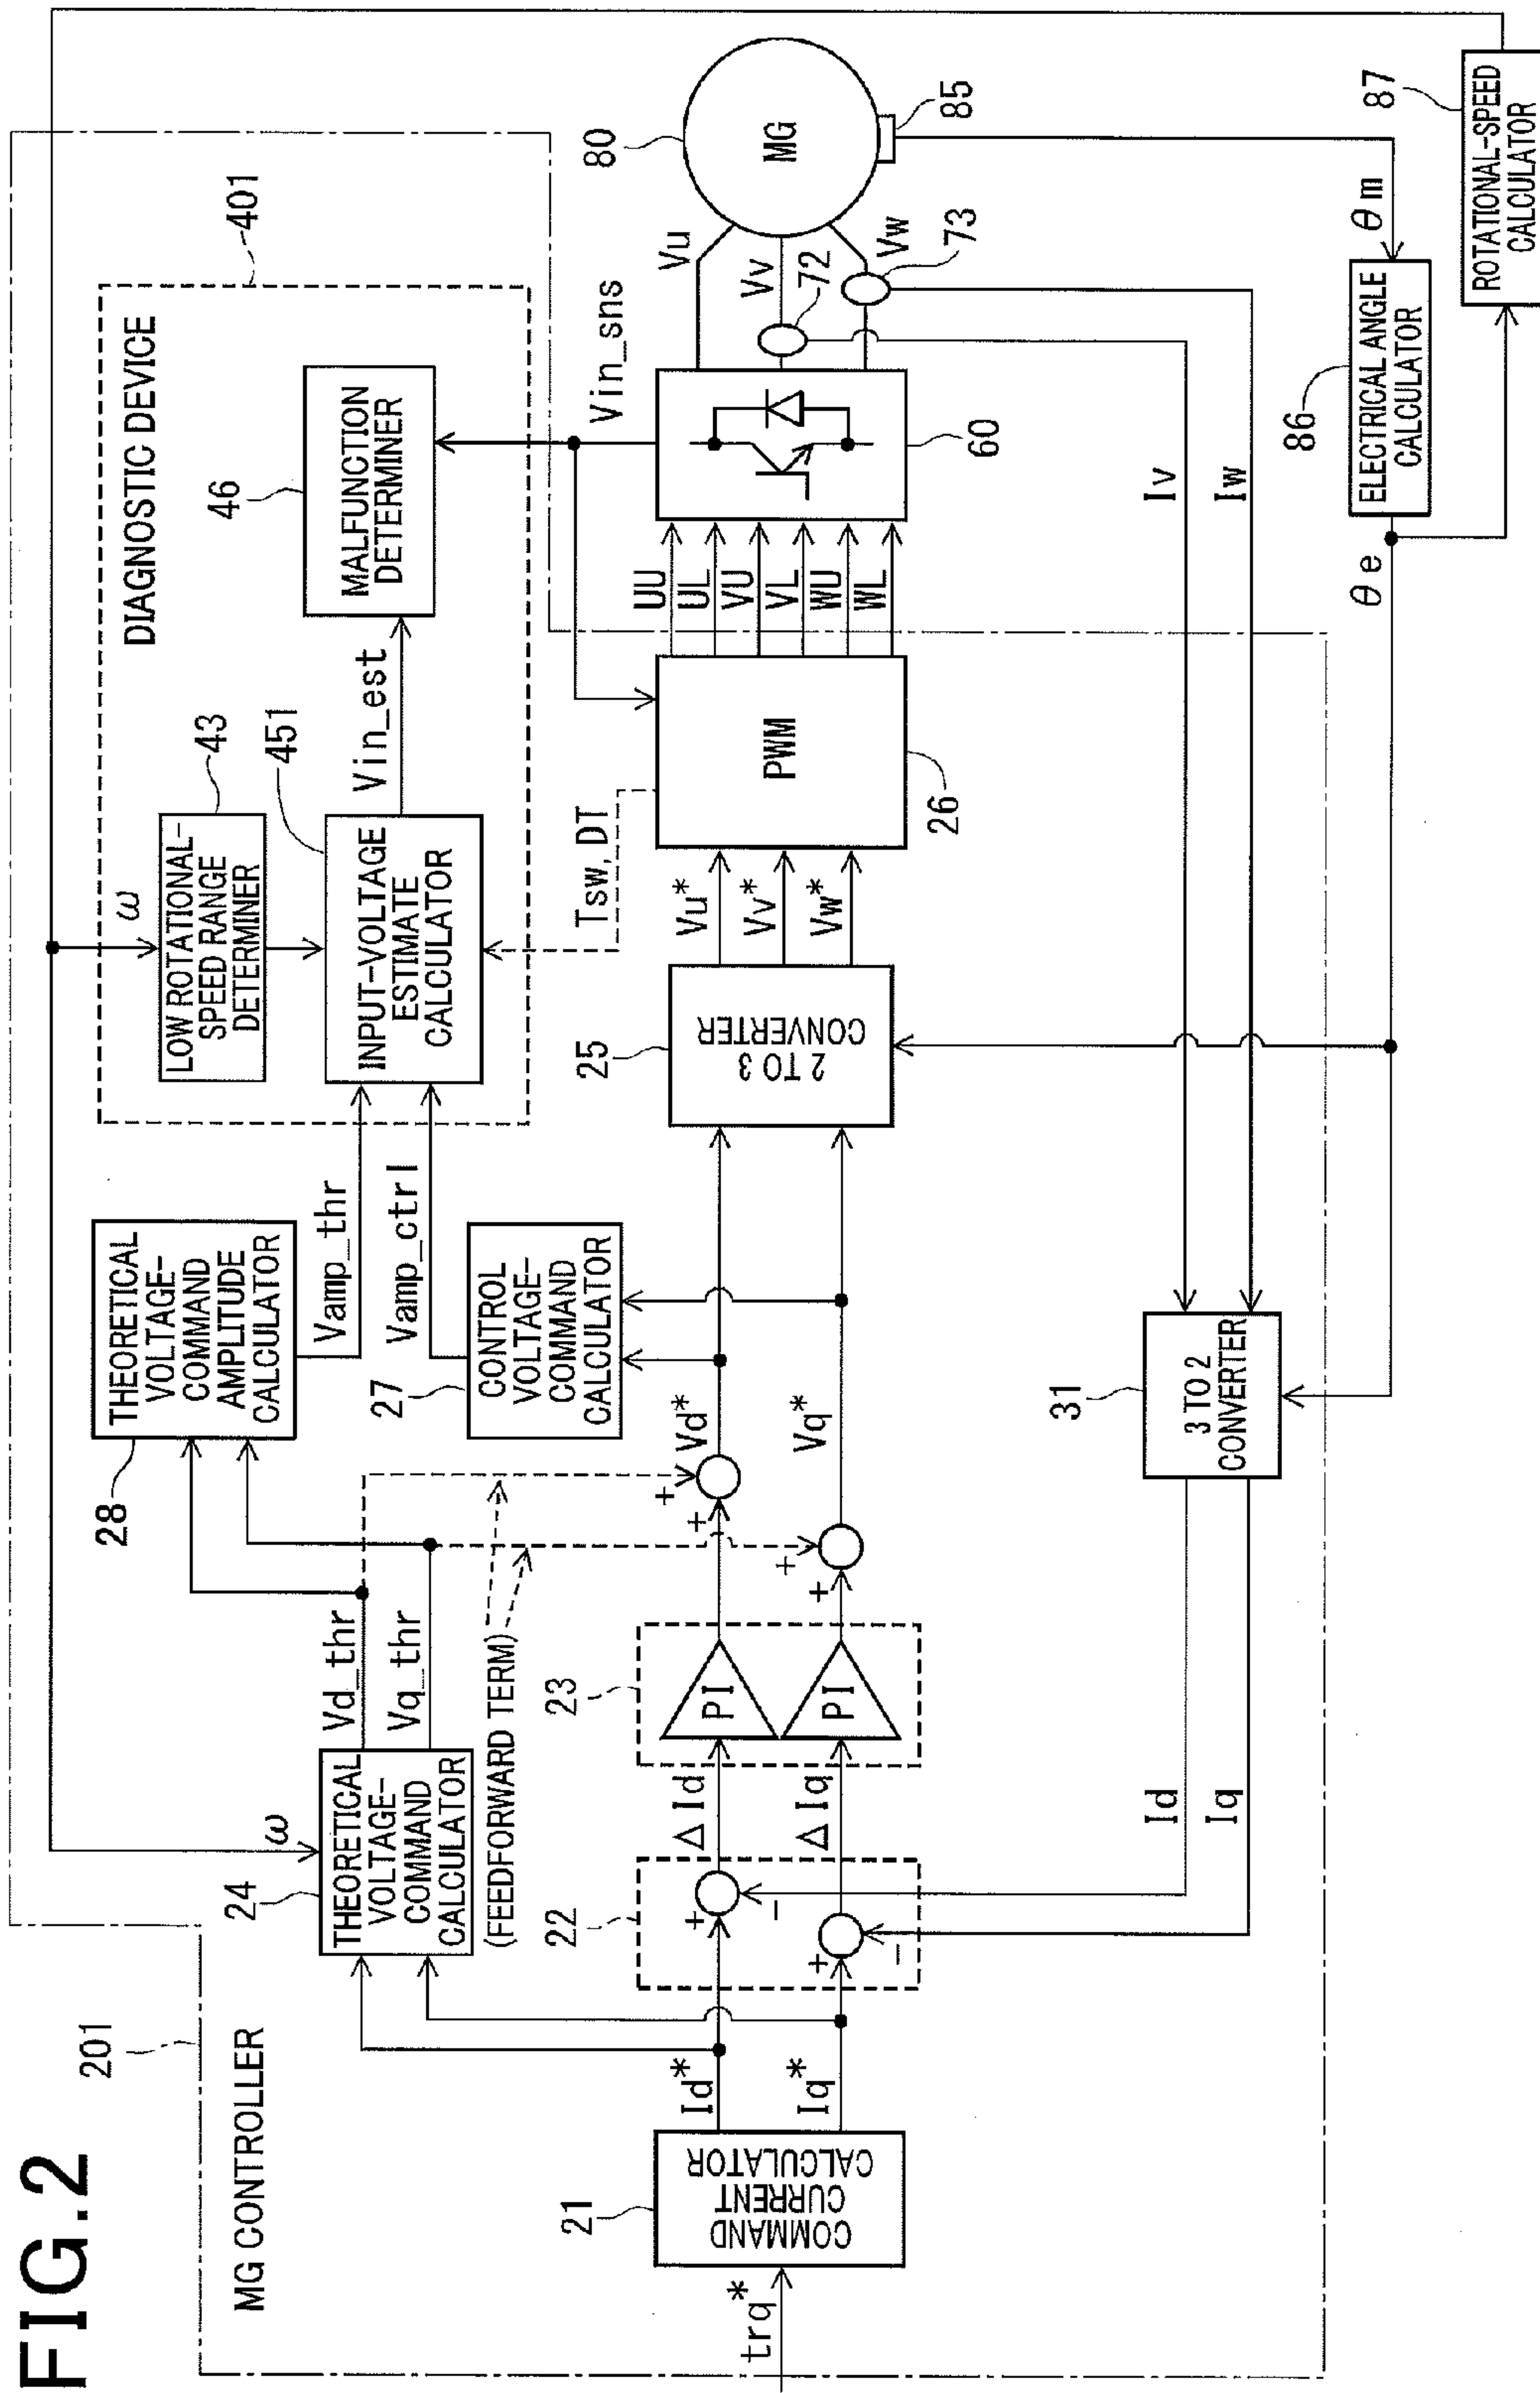 FIG.2
201
MG CONTROLLER
trq*
21
COMMAND
CURRENT
CALCULATOR
Id*
Iq*
24
THEORETICAL
VOLTAGE-
COMMAND
CALCULATOR
ω
Vd_thr
Vq_thr
(FEEDFORWARD TERM)
22
+
-
+
-
Δ Id
Δ Iq
23
PI
PI
+
+
+
+
Vd*
Vq*
28
THEORETICAL
VOLTAGE-
COMMAND
AMPLITUDE
CALCULATOR
Vamp_thr
27
CONTROL
VOLTAGE-
COMMAND
CALCULATOR
Vamp_ctrl
401
DIAGNOSTIC DEVICE
ω
LOW ROTATIONAL-
SPEED RANGE
DETERMINER
43
INPUT-VOLTAGE
ESTIMATE
CALCULATOR
451
Vin_est
46
MALFUNCTION
DETERMINER
Tsw, DT
Vin_sns
25
2 TO 3
CONVERTER
Vu*
Vv*
Vw*
PWM
26
UU
UL
VU
VL
WU
WL
60
Vu
Vv
Vw
72
73
80
MG
85
θm
86
ELECTRICAL ANGLE
CALCULATOR
θe
87
ROTATIONAL-SPEED
CALCULATOR
Iv
Iw
31
3 TO 2
CONVERTER
Id
Iq